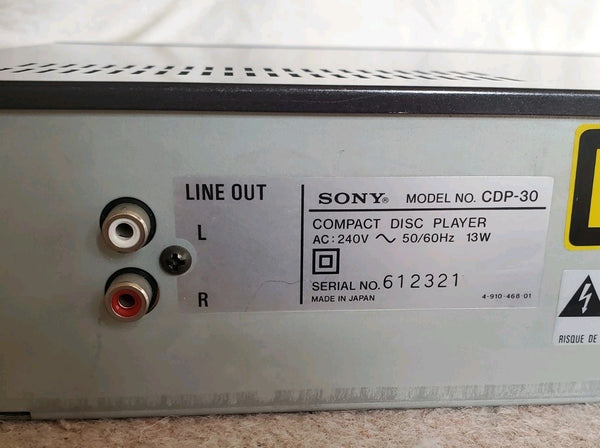 LINE OUT
L
R
SONY® MODEL NO. CDP-30
COMPACT DISC PLAYER
AC: 240V ~ 50/60Hz 13W
SERIAL NO. 612321
MADE IN JAPAN 4-910-468-01
RISQUE DE